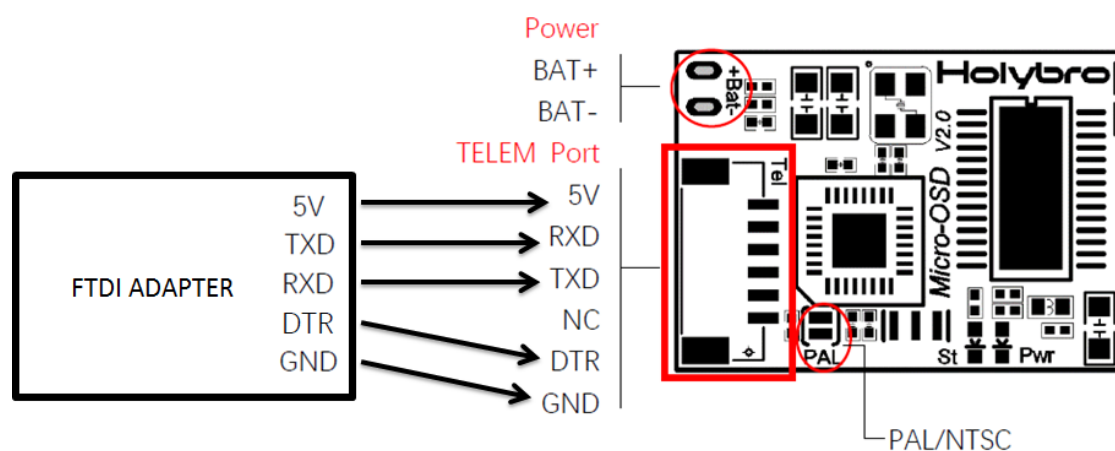 Power
BAT+
BAT-
TELEM Port
5V
RXD
TXD
NC
DTR
GND
FTDI ADAPTER
5V
TXD
RXD
DTR
GND
+Bat-
Tel
Holybro
Micro-OSD V2.0
PAL
St
Pwr
PAL/NTSC